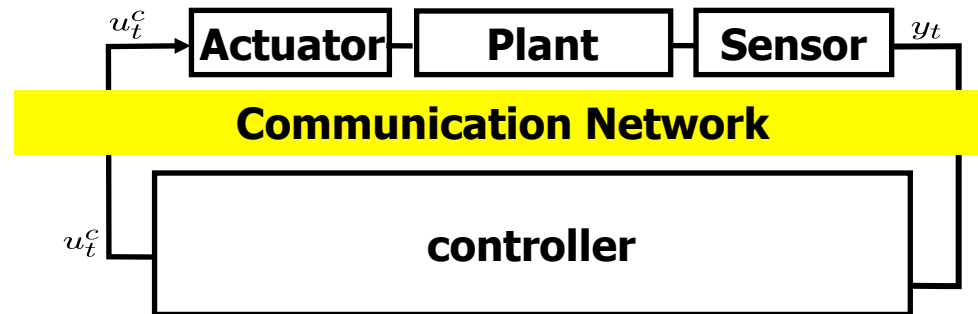 u_t^c
Actuator Plant Sensor
y_t
Communication Network
controller
u_t^c